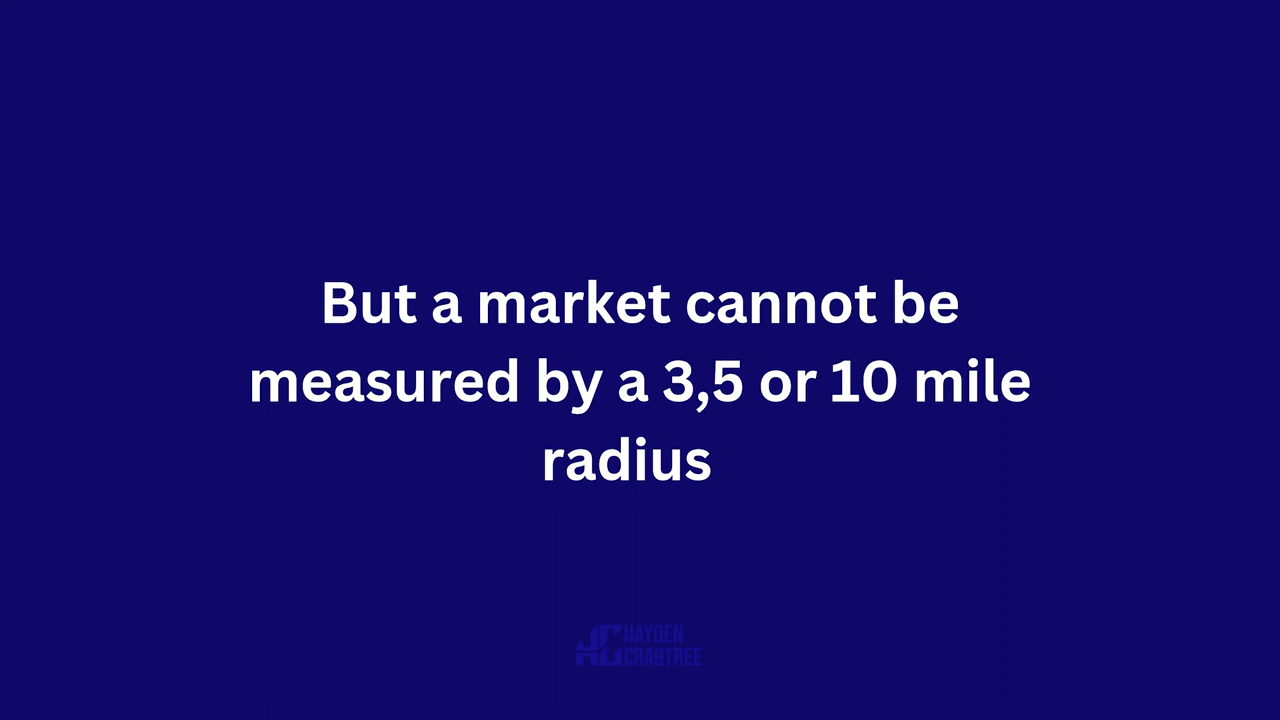 But a market cannot be
measured by a 3,5 or 10 mile
radius
HAYDEN
CRABTREE